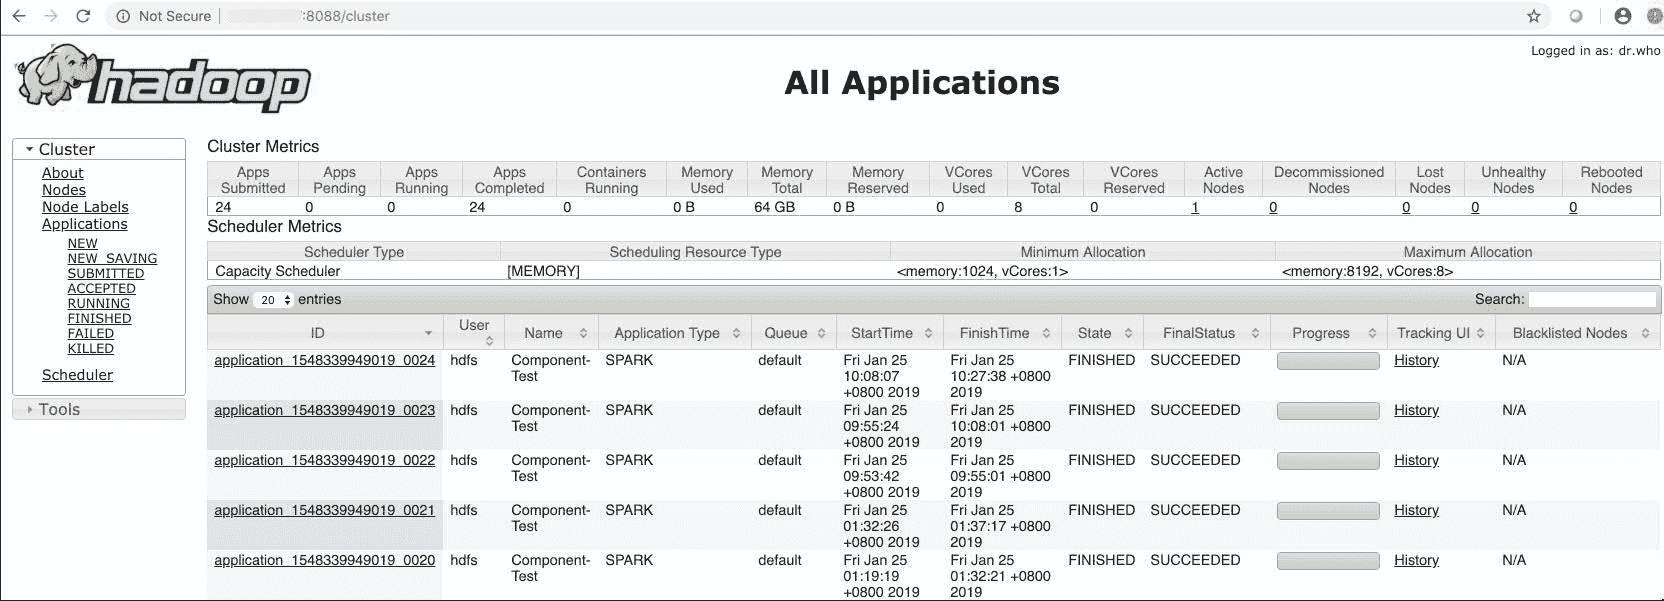 Not Secure | :8088/cluster
Logged in as: dr.who
hadoop
All Applications
Cluster
About
Nodes
Node Labels
Applications
NEW
NEW_SAVING
SUBMITTED
ACCEPTED
RUNNING
FINISHED
FAILED
KILLED
Scheduler
Tools
Cluster Metrics
Apps Submitted Apps Pending Apps Running Apps Completed Containers Running Memory Used Memory Total Memory Reserved VCores Used VCores Total VCores Reserved Active Nodes Decommissioned Nodes Lost Nodes Unhealthy Nodes Rebooted Nodes
24 0 0 24 0 0 B 64 GB 0 B 0 8 0 1 0 0 0 0
Scheduler Metrics
Scheduler Type Scheduling Resource Type Minimum Allocation Maximum Allocation
Capacity Scheduler [MEMORY] <memory:1024, vCores:1> <memory:8192, vCores:8>
Show 20 entries Search:
ID User Name Application Type Queue StartTime FinishTime State FinalStatus Progress Tracking UI Blacklisted Nodes
application_1548339949019_0024 hdfs Component-Test SPARK default Fri Jan 25 10:08:07 +0800 2019 Fri Jan 25 10:27:38 +0800 2019 FINISHED SUCCEEDED History N/A
application_1548339949019_0023 hdfs Component-Test SPARK default Fri Jan 25 09:55:24 +0800 2019 Fri Jan 25 10:08:01 +0800 2019 FINISHED SUCCEEDED History N/A
application_1548339949019_0022 hdfs Component-Test SPARK default Fri Jan 25 09:53:42 +0800 2019 Fri Jan 25 09:55:01 +0800 2019 FINISHED SUCCEEDED History N/A
application_1548339949019_0021 hdfs Component-Test SPARK default Fri Jan 25 01:32:26 +0800 2019 Fri Jan 25 01:37:17 +0800 2019 FINISHED SUCCEEDED History N/A
application_1548339949019_0020 hdfs Component-Test SPARK default Fri Jan 25 01:19:19 +0800 2019 Fri Jan 25 01:32:21 +0800 2019 FINISHED SUCCEEDED History N/A